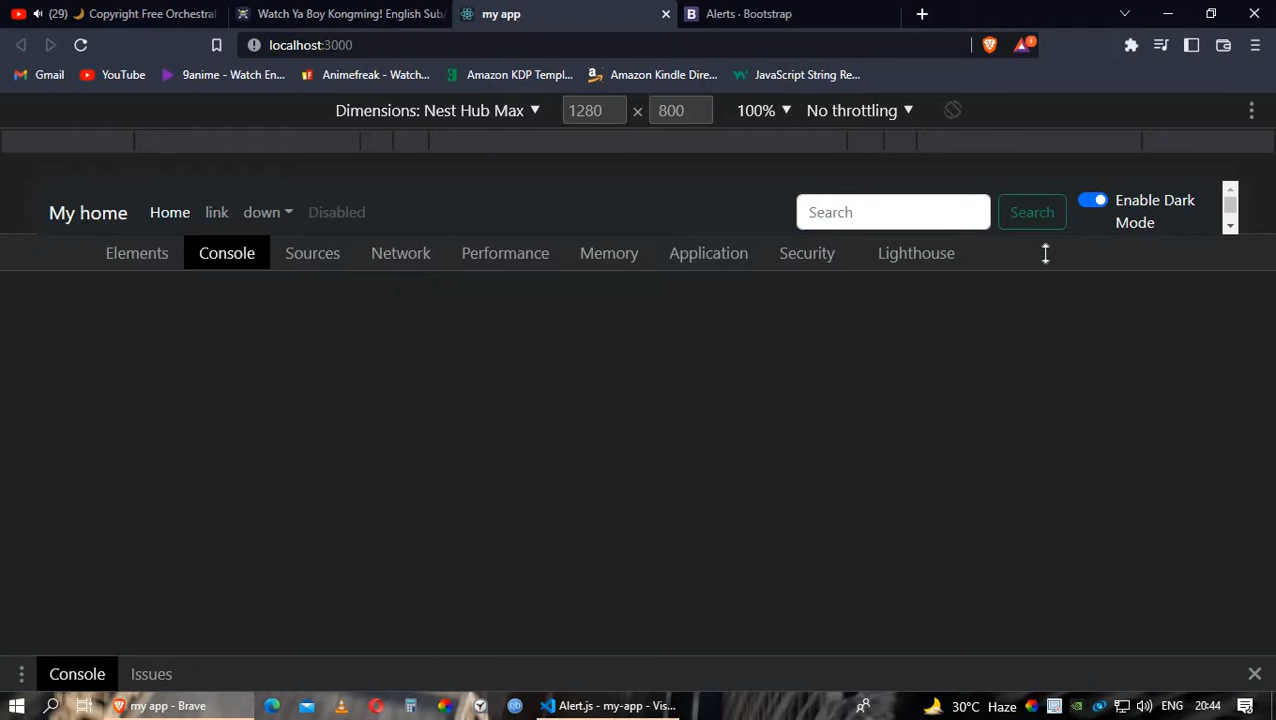 (29) 🌙 Copyright Free Orchestral
Watch Ya Boy Kongming! English Sub/
my app
Alerts · Bootstrap
localhost:3000
3
Gmail
YouTube
9anime - Watch En...
Animefreak - Watch...
Amazon KDP Templ...
Amazon Kindle Dire...
JavaScript String Re...
Dimensions: Nest Hub Max
1280 × 800
100%
No throttling
My home
Home
link
down
Disabled
Search
Search
Enable Dark
Mode
Elements
Console
Sources
Network
Performance
Memory
Application
Security
Lighthouse
Console
Issues
my app - Brave
Alert.js - my-app - Vis...
30°C Haze
ENG
20:44